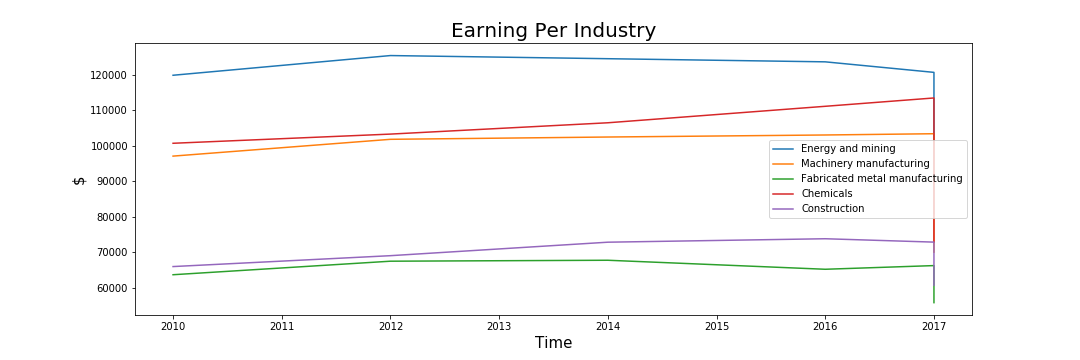 Earning Per Industry
$
120000
110000
100000
90000
80000
70000
60000
Energy and mining
Machinery manufacturing
Fabricated metal manufacturing
Chemicals
Construction
2010 2011 2012 2013 2014 2015 2016 2017
Time